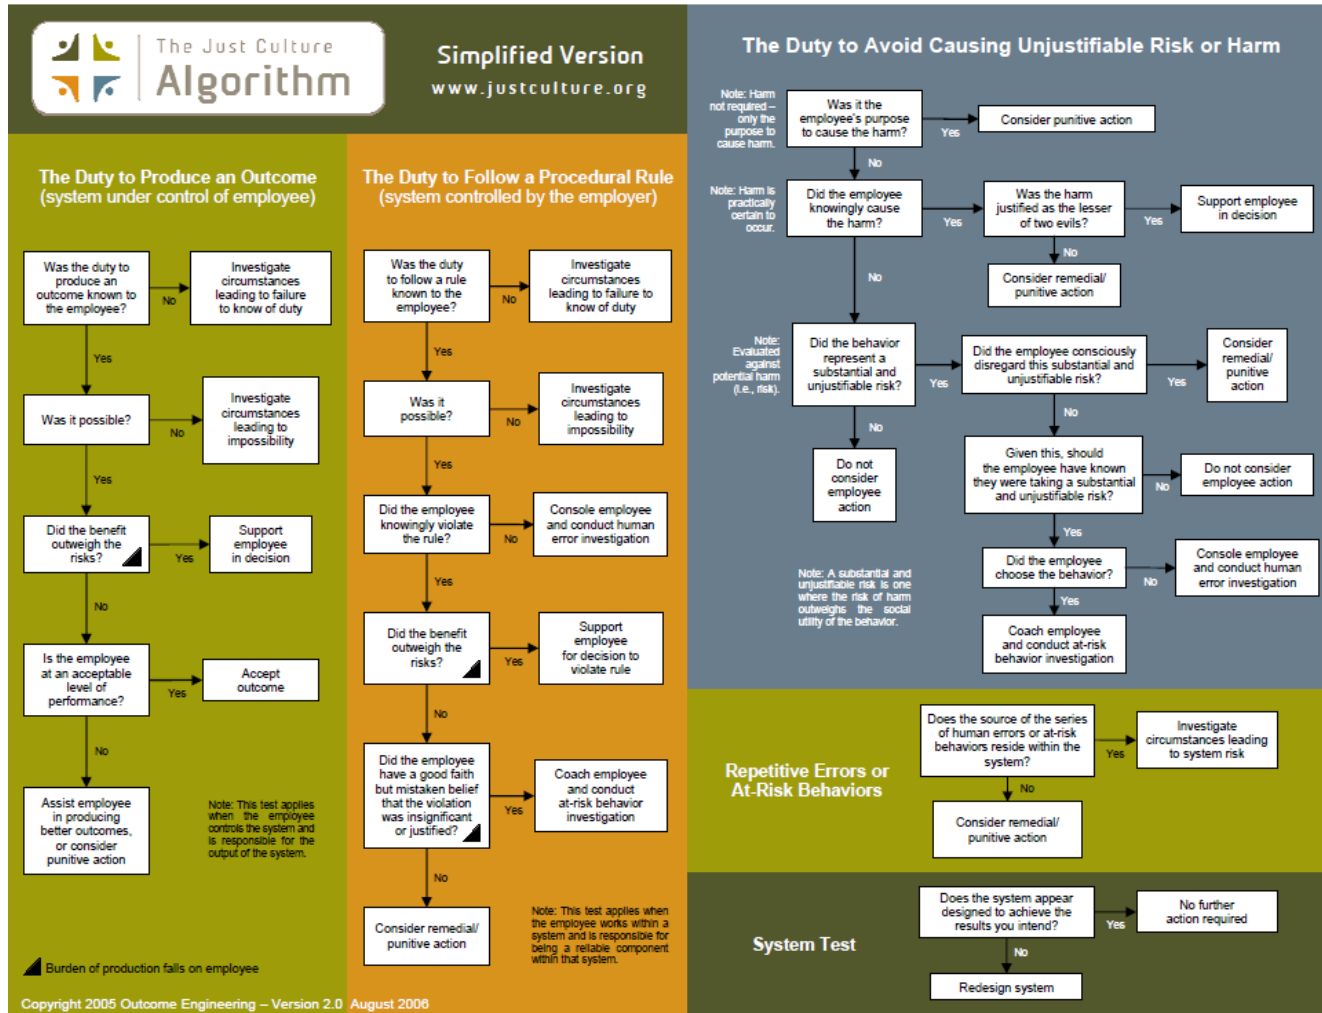 The Just Culture
Algorithm
Simplified Version
www.justculture.org
The Duty to Produce an Outcome
(system under control of employee)
Was the duty to
produce an
outcome known to
the employee?
No
Investigate
circumstances
leading to failure
to know of duty
Yes
Was it possible?
No
Investigate
circumstances
leading to
impossibility
Yes
Did the benefit
outweigh the
risks?
Yes
Support
employee
in decision
No
Is the employee
at an acceptable
level of
performance?
Yes
Accept
outcome
No
Assist employee
in producing
better outcomes,
or consider
punitive action
Note: This test applies
when the employee
controls the system and
is responsible for the
output of the system.
Burden of production falls on employee
Copyright 2005 Outcome Engineering – Version 2.0 August 2006
The Duty to Follow a Procedural Rule
(system controlled by the employer)
Was the duty
to follow a rule
known to the
employee?
No
Investigate
circumstances
leading to failure to
know of duty
Yes
Was it
possible?
No
Investigate
circumstances
leading to
impossibility
Yes
Did the employee
knowingly violate
the rule?
No
Console employee
and conduct human
error investigation
Yes
Did the benefit
outweigh the
risks?
Yes
Support
employee
for decision to
violate rule
No
Did the employee
have a good faith
but mistaken belief
that the violation
was insignificant
or justified?
Yes
Coach employee
and conduct
at-risk behavior
investigation
No
Consider remedial/
punitive action
Note: This test applies when
the employee works within a
system and is responsible for
being a reliable component
within that system.
The Duty to Avoid Causing Unjustifiable Risk or Harm
Note: Harm
not required –
only the
purpose to
cause harm.
Was it the
employee's purpose
to cause the harm?
Yes
Consider punitive action
No
Note: Harm is
practically
certain to
occur.
Did the employee
knowingly cause
the harm?
Yes
Was the harm
justified as the lesser
of two evils?
Yes
Support employee
in decision
No
Consider remedial/
punitive action
No
Note:
Evaluated
against
potential harm
(i.e., risk).
Did the behavior
represent a
substantial and
unjustifiable risk?
Yes
Did the employee consciously
disregard this substantial and
unjustifiable risk?
Yes
Consider
remedial/
punitive
action
No
Do not
consider
employee
action
No
Given this, should
the employee have known
they were taking a substantial
and unjustifiable risk?
No
Do not consider
employee action
Yes
Did the employee
choose the behavior?
No
Console employee
and conduct human
error investigation
Yes
Coach employee
and conduct at-risk
behavior investigation
Note: A substantial and
unjustifiable risk is one
where the risk of harm
outweighs the social
utility of the behavior.
Repetitive Errors or
At-Risk Behaviors
Does the source of the series
of human errors or at-risk
behaviors reside within the
system?
Yes
Investigate
circumstances leading
to system risk
No
Consider remedial/
punitive action
System Test
Does the system appear
designed to achieve the
results you intend?
Yes
No further
action required
No
Redesign system